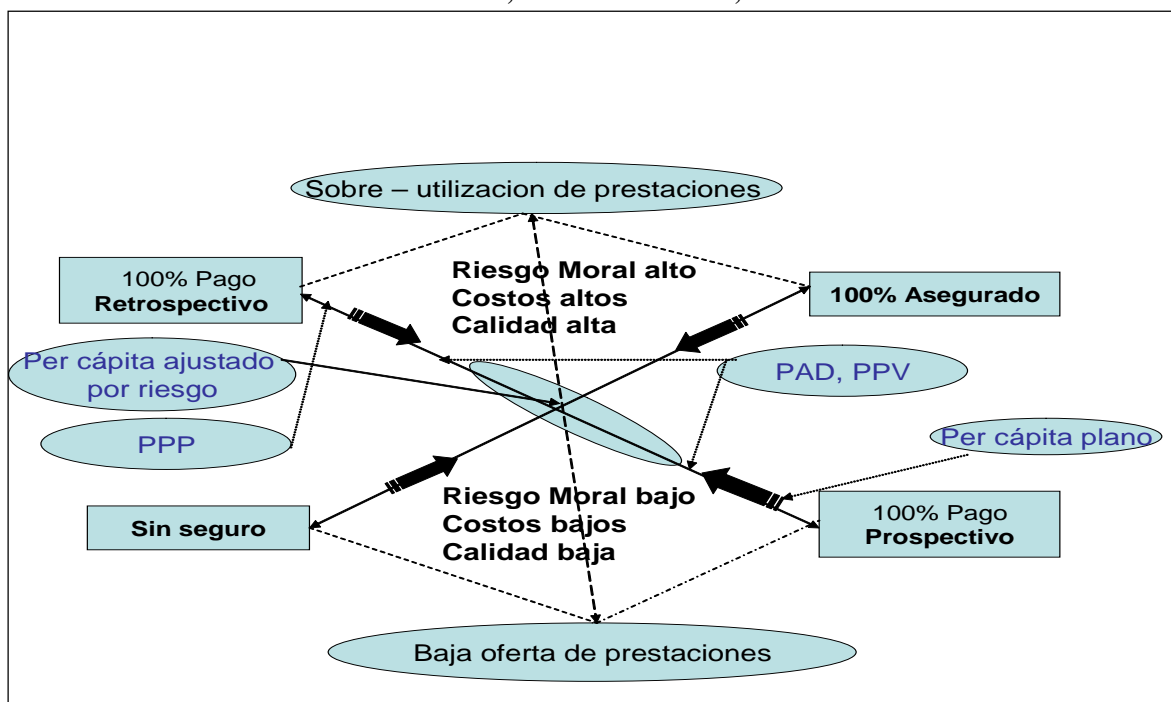 Sobre – utilizacion de prestaciones
100% Pago
Retrospectivo
Riesgo Moral alto
Costos altos
Calidad alta
100% Asegurado
Per cápita ajustado
por riesgo
PAD, PPV
PPP
Per cápita plano
Sin seguro
Riesgo Moral bajo
Costos bajos
Calidad baja
100% Pago
Prospectivo
Baja oferta de prestaciones